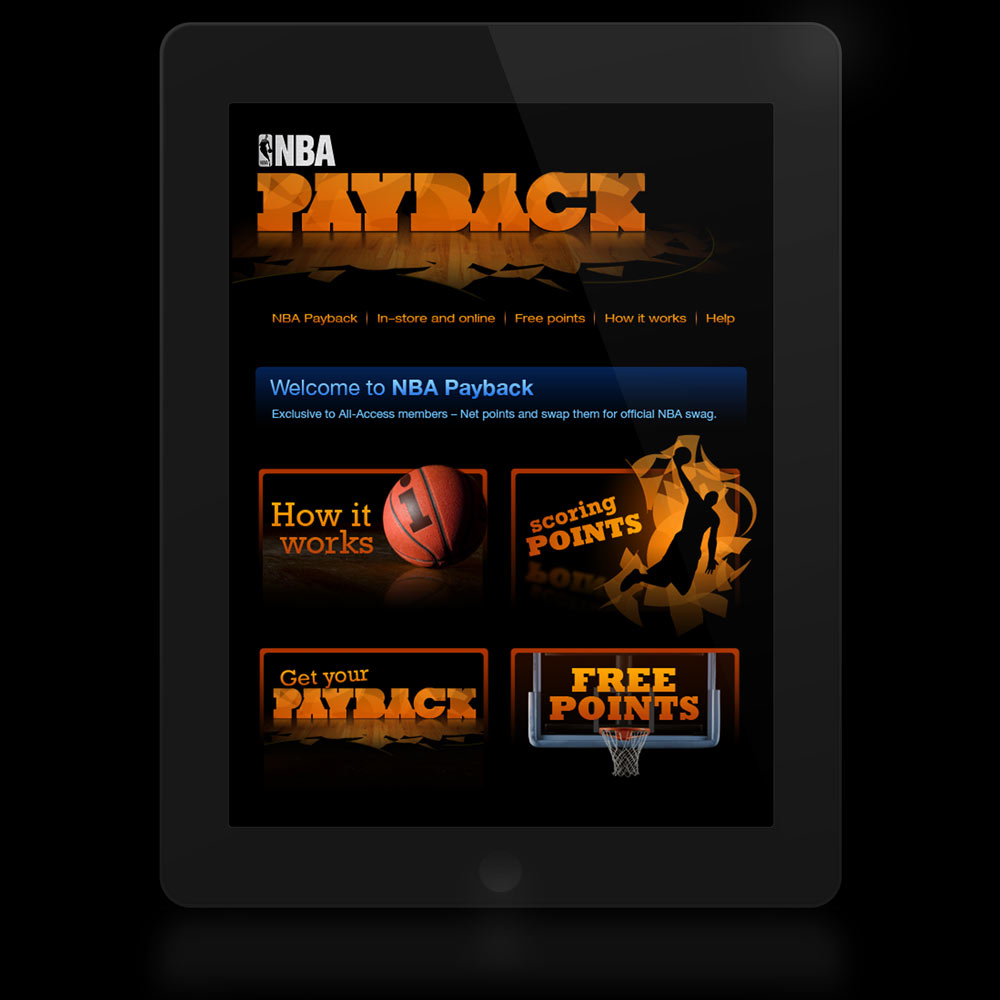 NBA
PAYBACK
NBA Payback | In-store and online | Free points | How it works | Help
Welcome to NBA Payback
Exclusive to All-Access members – Net points and swap them for official NBA swag.
How it
works
i
scoring
POINTS
Get your
PAYBACK
FREE
POINTS